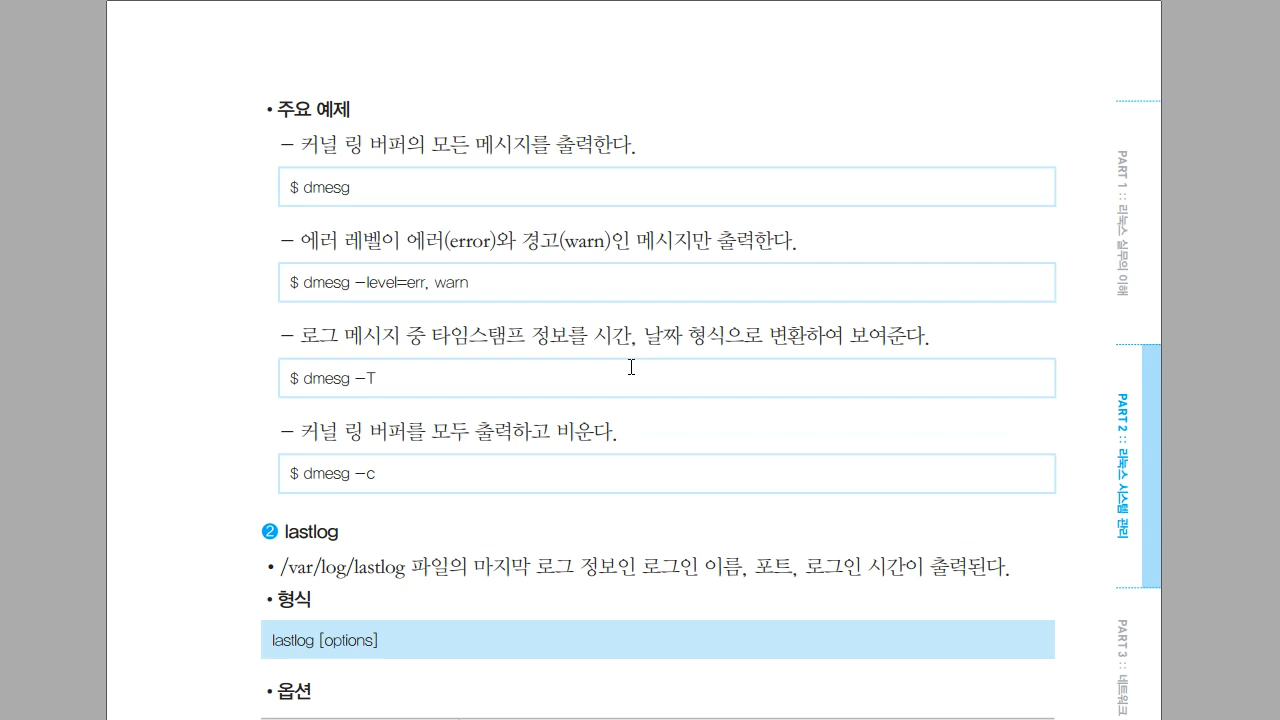 • 주요 예제
– 커널 링 버퍼의 모든 메시지를 출력한다.
$ dmesg
– 에러 레벨이 에러(error)와 경고(warn)인 메시지만 출력한다.
$ dmesg –level=e r, warn
– 로그 메시지 중 타임스탬프 정보를 시간, 날짜 형식으로 변환하여 보여준다.
$ dmesg –T
– 커널 링 버퍼를 모두 출력하고 비운다.
$ dmesg –c
❷ lastlog
• /var/log/lastlog 파일의 마지막 로그 정보인 로그인 이름, 포트, 로그인 시간이 출력된다.
• 형식
lastlog [options]
• 옵션
PART 1 :: 리눅스 실무의 이해
PART 2 :: 리눅스 시스템 관리
PART 3 :: 네트워크